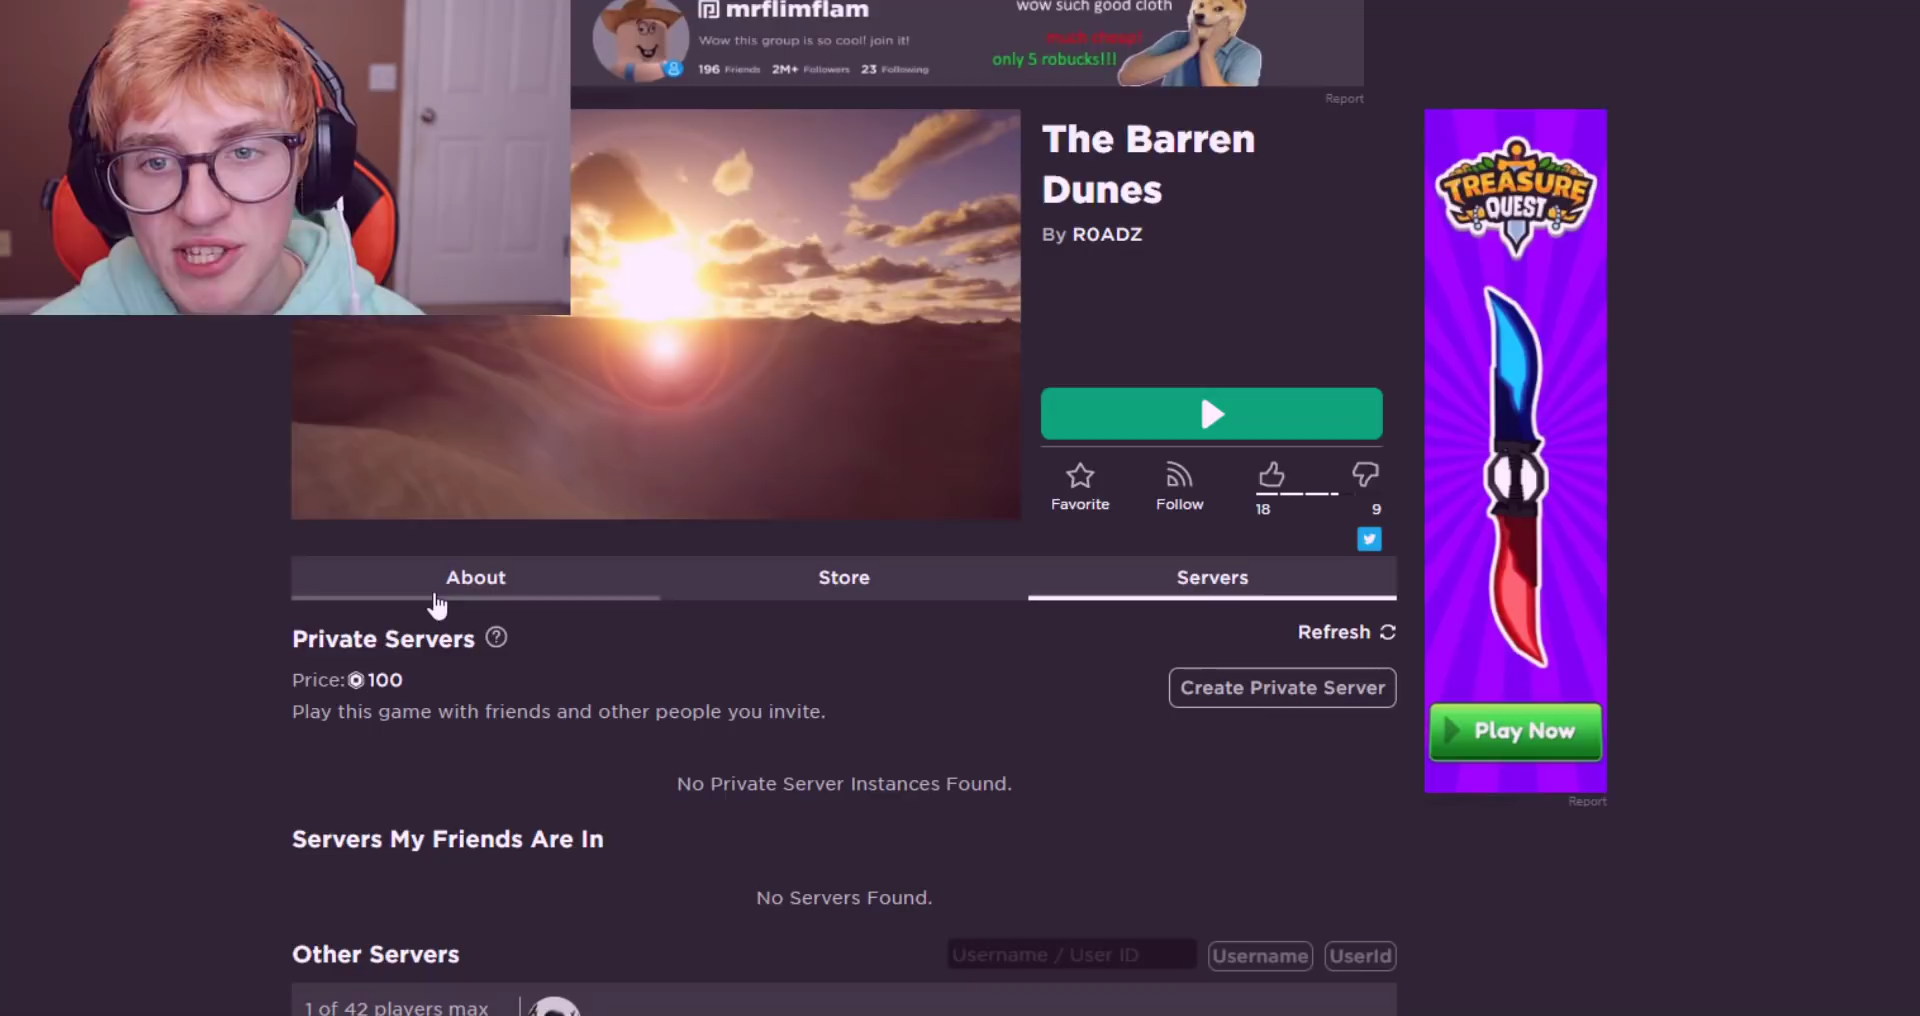 mrflimflam
Wow this group is so cool! join it!
196 Friends 2M+ Followers 23 Following
wow such good cloth
much cheap!
only 5 robucks!!!
Report
The Barren
Dunes
By R0ADZ
TREASURE
QUEST
Favorite
Follow
18
9
About
Store
Servers
Private Servers ?
Refresh
Price: 100
Create Private Server
Play this game with friends and other people you invite.
Play Now
No Private Server Instances Found.
Report
Servers My Friends Are In
No Servers Found.
Other Servers
Username / User ID
Username
UserId
1 of 42 players max